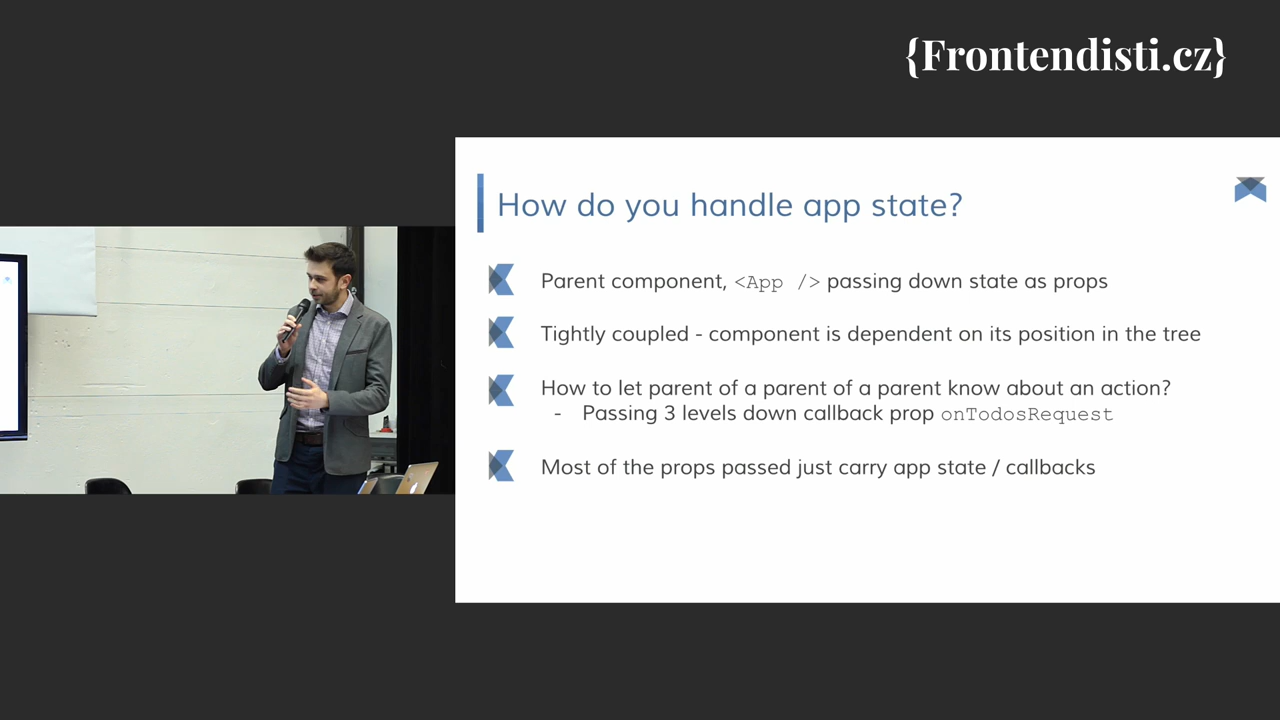 {Frontendisti.cz}
How do you handle app state?
Parent component, <App /> passing down state as props
Tightly coupled - component is dependent on its position in the tree
How to let parent of a parent of a parent know about an action?
- Passing 3 levels down callback prop onTodosRequest
Most of the props passed just carry app state / callbacks